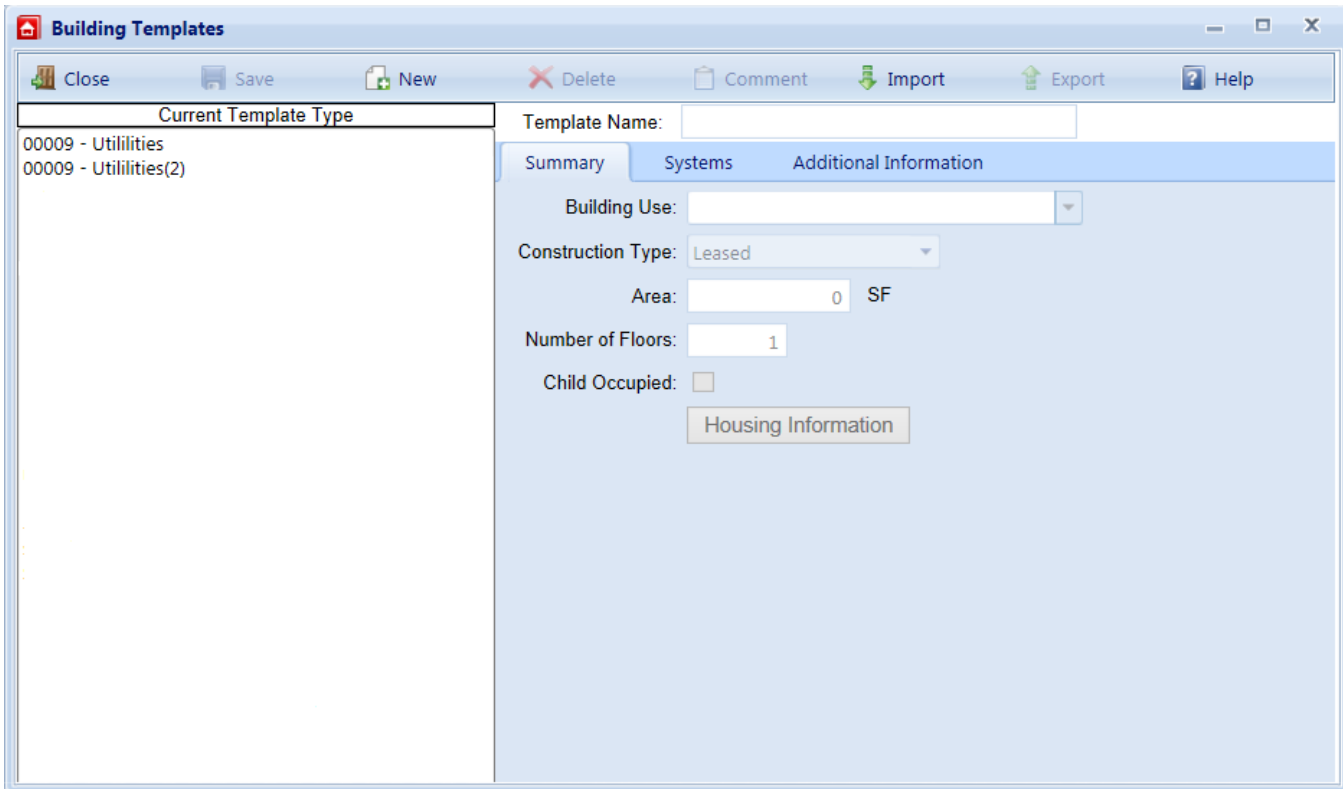 Building Templates
Close Save New Delete Comment Import Export Help
Current Template Type
00009 - Utililities
00009 - Utililities(2)
Template Name:
Summary Systems Additional Information
Building Use:
Construction Type: Leased
Area: 0 SF
Number of Floors: 1
Child Occupied:
Housing Information